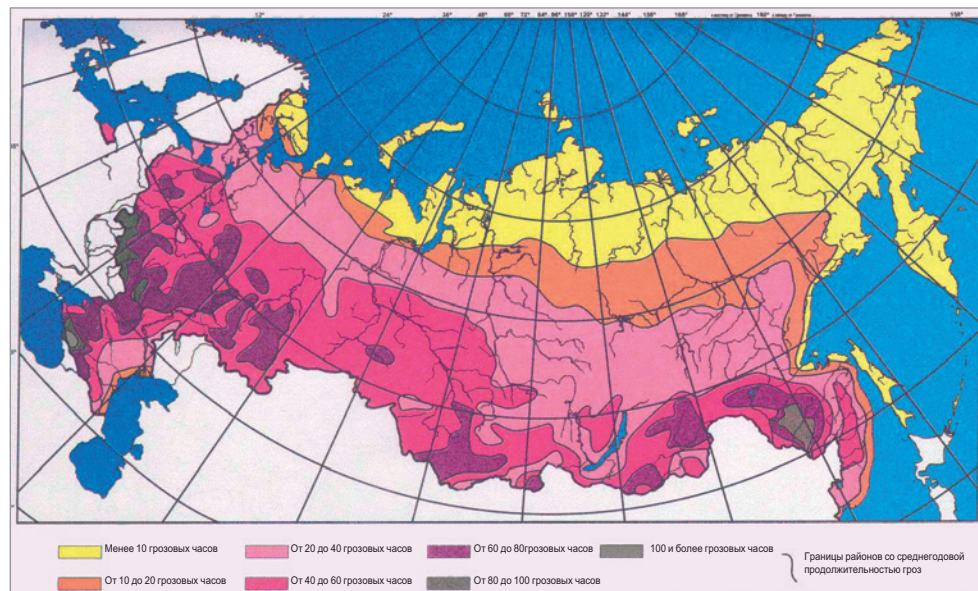 12° 24° 36° 48° 60° 72° 84° 96° 108° 120° 132° 144° 156° 168°
12°
24°
Менее 10 грозовых часов
От 20 до 40 грозовых часов
От 60 до 80грозовых часов
100 и более грозовых часов
Границы районов со среднегодовой
продолжительностью гроз
От 10 до 20 грозовых часов
От 40 до 60 грозовых часов
От 80 до 100 грозовых часов